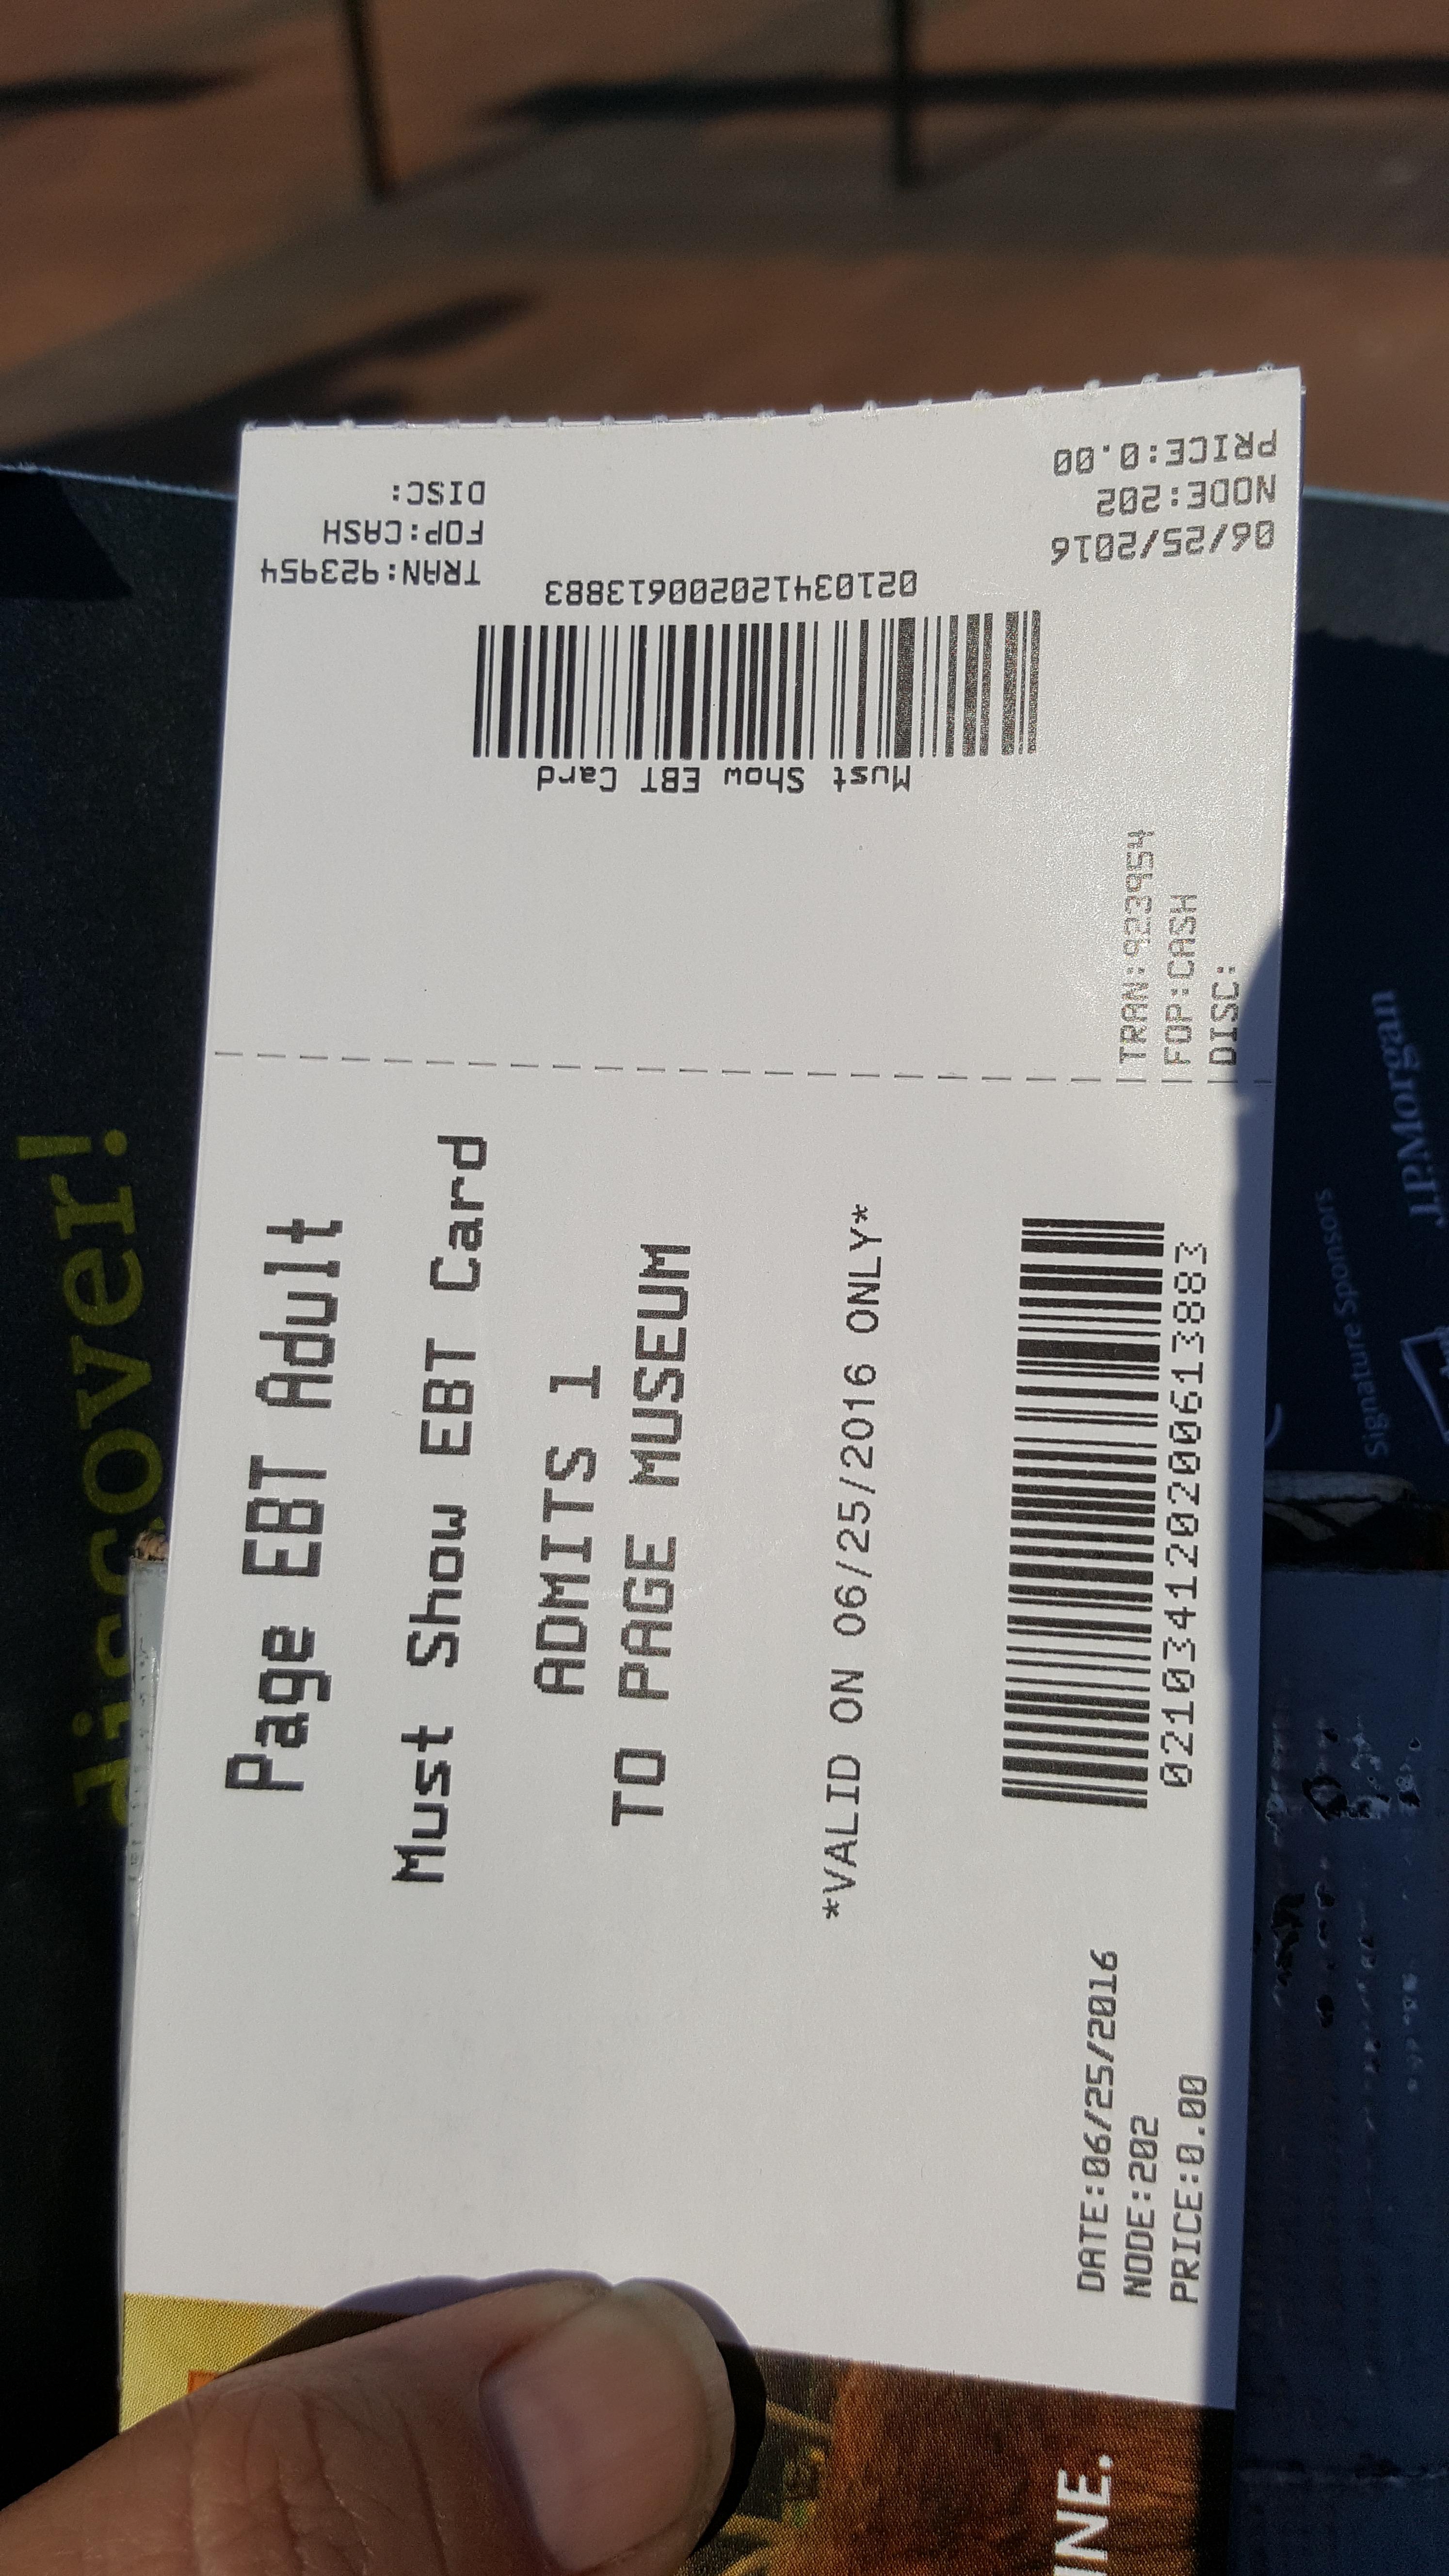 Page EBT Adult
Must Show EBT Card
ADMITS 1
TO PAGE MUSEUM
*VALID ON 06/25/2016 ONLY*
021034120200613883
DATE:06/25/2016
NODE:202
PRICE:0.00
TRAN:923954
FOP:CASH
DISC:
Must Show EBT Card
021034120200613883
06/25/2016
NODE:202
PRICE:0.00
TRAN:923954
FOP:CASH
DISC:
discover!
Signature Sponsors
J.P.Morgan